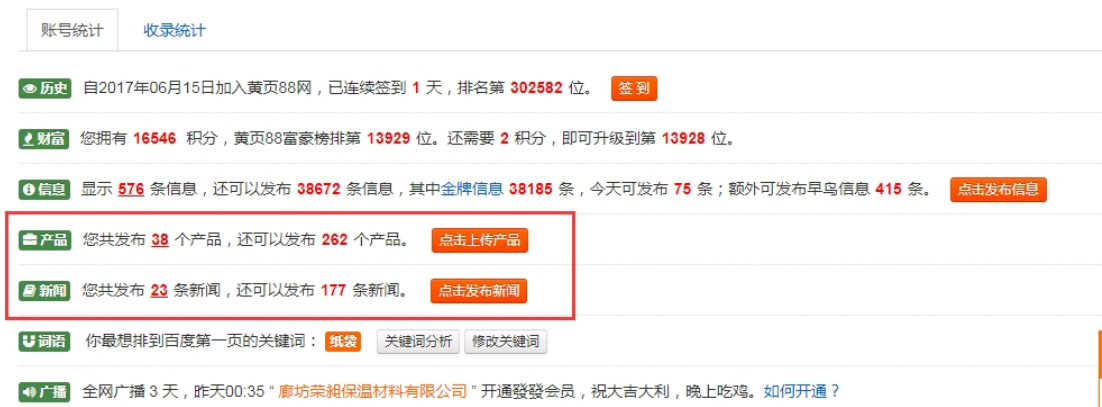 账号统计 收录统计
历史 自2017年06月15日加入黄页88网，已连续签到 1 天，排名第 302582 位。 签到
财富 您拥有 16546 积分，黄页88富豪榜排第 13929 位。还需要 2 积分，即可升级到第 13928 位。
信息 显示 576 条信息，还可以发布 38672 条信息，其中金牌信息 38185 条，今天可发布 75 条；额外可发布早鸟信息 415 条。 点击发布信息
产品 您共发布 38 个产品，还可以发布 262 个产品。 点击上传产品
新闻 您共发布 23 条新闻，还可以发布 177 条新闻。 点击发布新闻
词语 你最想排到百度第一页的关键词： 纸袋 关键词分析 修改关键词
广播 全网广播 3 天，昨天00:35 “ 廊坊荣昶保温材料有限公司 ” 开通發發会员，祝大吉大利，晚上吃鸡。如何开通？